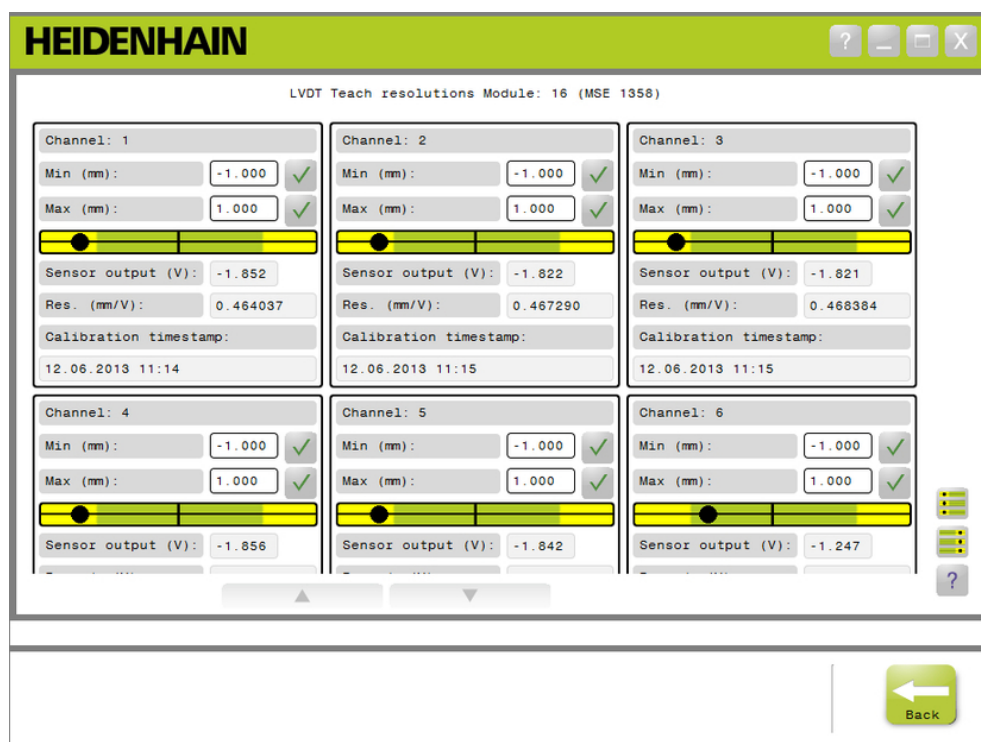 HEIDENHAIN
? _ X
LVDT Teach resolutions Module: 16 (MSE 1358)
Channel: 1
Min (mm): -1.000
Max (mm): 1.000
Sensor output (V): -1.852
Res. (mm/V): 0.464037
Calibration timestamp:
12.06.2013 11:14
Channel: 2
Min (mm): -1.000
Max (mm): 1.000
Sensor output (V): -1.822
Res. (mm/V): 0.467290
Calibration timestamp:
12.06.2013 11:15
Channel: 3
Min (mm): -1.000
Max (mm): 1.000
Sensor output (V): -1.821
Res. (mm/V): 0.468384
Calibration timestamp:
12.06.2013 11:15
Channel: 4
Min (mm): -1.000
Max (mm): 1.000
Sensor output (V): -1.856
Channel: 5
Min (mm): -1.000
Max (mm): 1.000
Sensor output (V): -1.842
Channel: 6
Min (mm): -1.000
Max (mm): 1.000
Sensor output (V): -1.247
?
Back